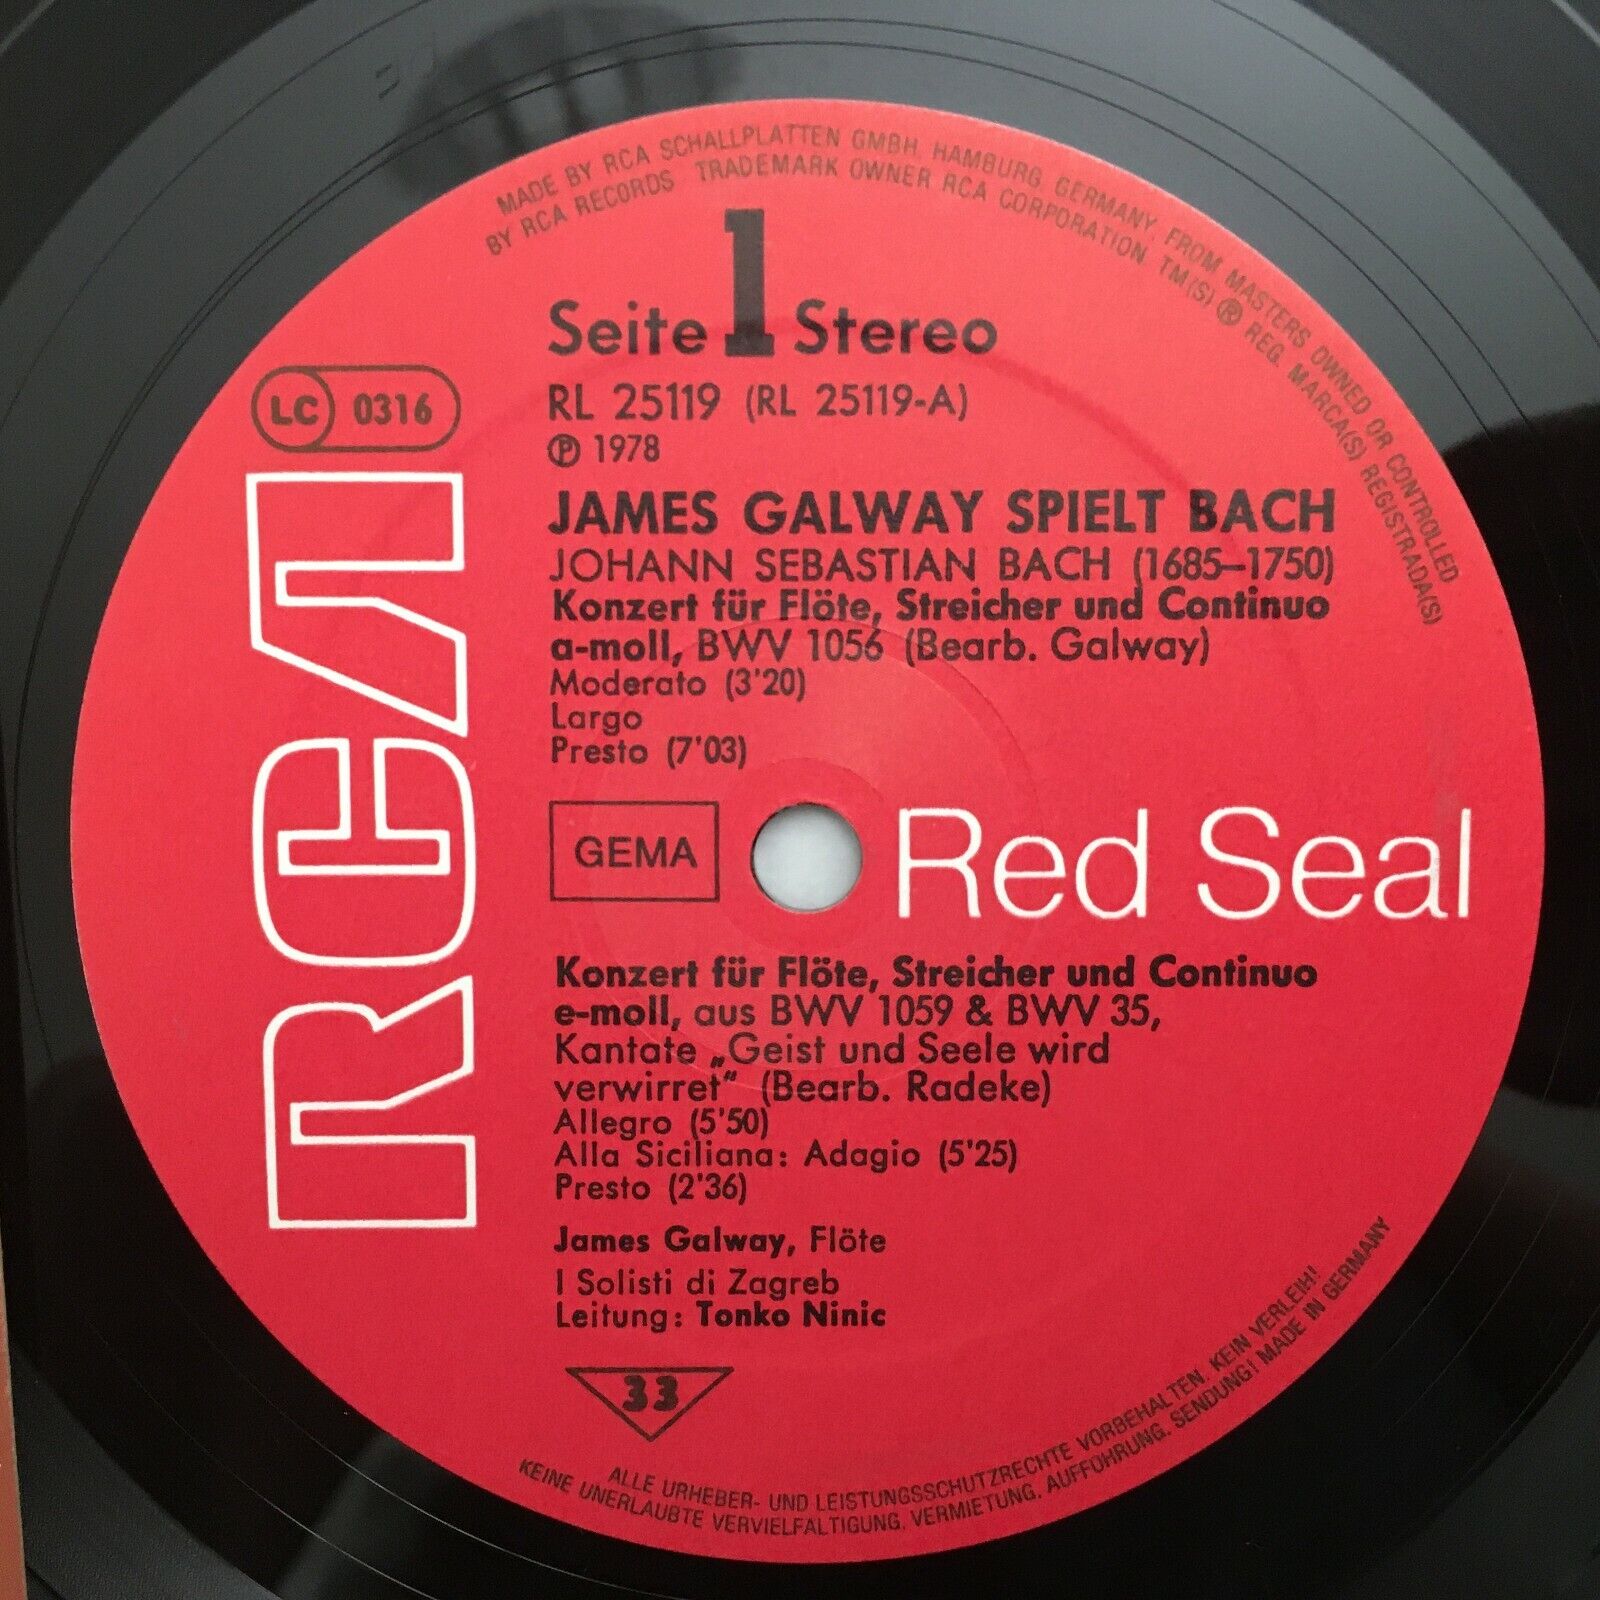 MADE BY RCA SCHALLPLATTEN GMBH, HAMBURG, GERMANY, FROM MASTERS OWNED OR CONTROLLED
BY RCA RECORDS TRADEMARK OWNER RCA CORPORATION, TM(S) ® REG. MARCA(S) REGISTRADA(S)
Seite 1 Stereo
LC 0316
RL 25119 (RL 25119-A)
℗ 1978
RCA
JAMES GALWAY SPIELT BACH
JOHANN SEBASTIAN BACH (1685–1750)
Konzert für Flöte, Streicher und Continuo
a-moll, BWV 1056 (Bearb. Galway)
Moderato (3'20)
Largo
Presto (7'03)
GEMA
Red Seal
Konzert für Flöte, Streicher und Continuo
e-moll, aus BWV 1059 & BWV 35,
Kantate „Geist und Seele wird
verwirret“ (Bearb. Radeke)
Allegro (5'50)
Alla Siciliana: Adagio (5'25)
Presto (2'36)
James Galway, Flöte
I Solisti di Zagreb
Leitung: Tonko Ninic
33
ALLE URHEBER- UND LEISTUNGSSCHUTZRECHTE VORBEHALTEN. KEIN VERLEIH!
KEINE UNERLAUBTE VERVIELFÄLTIGUNG, VERMIETUNG, AUFFÜHRUNG, SENDUNG! MADE IN GERMANY